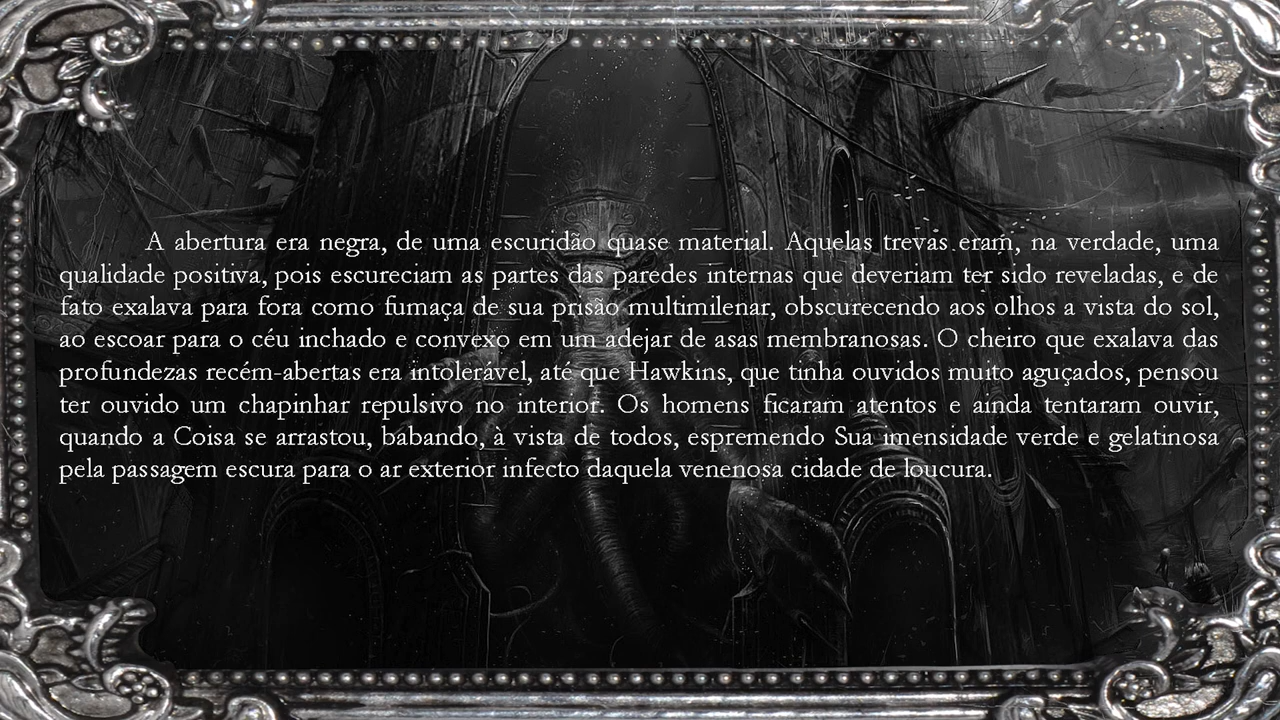 A abertura era negra, de uma escuridão quase material. Aquelas trevas eram, na verdade, uma
qualidade positiva, pois escureciam as partes das paredes internas que deveriam ter sido reveladas, e de
fato exalava para fora como fumaça de sua prisão multimilenar, obscurecendo aos olhos a vista do sol,
ao escoar para o céu inchado e convexo em um adejar de asas membranosas. O cheiro que exalava das
profundezas recém-abertas era intolerável, até que Hawkins, que tinha ouvidos muito aguçados, pensou
ter ouvido um chapinhar repulsivo no interior. Os homens ficaram atentos e ainda tentaram ouvir,
quando a Coisa se arrastou, babando, à vista de todos, espremendo Sua imensidade verde e gelatinosa
pela passagem escura para o ar exterior infecto daquela venenosa cidade de loucura.